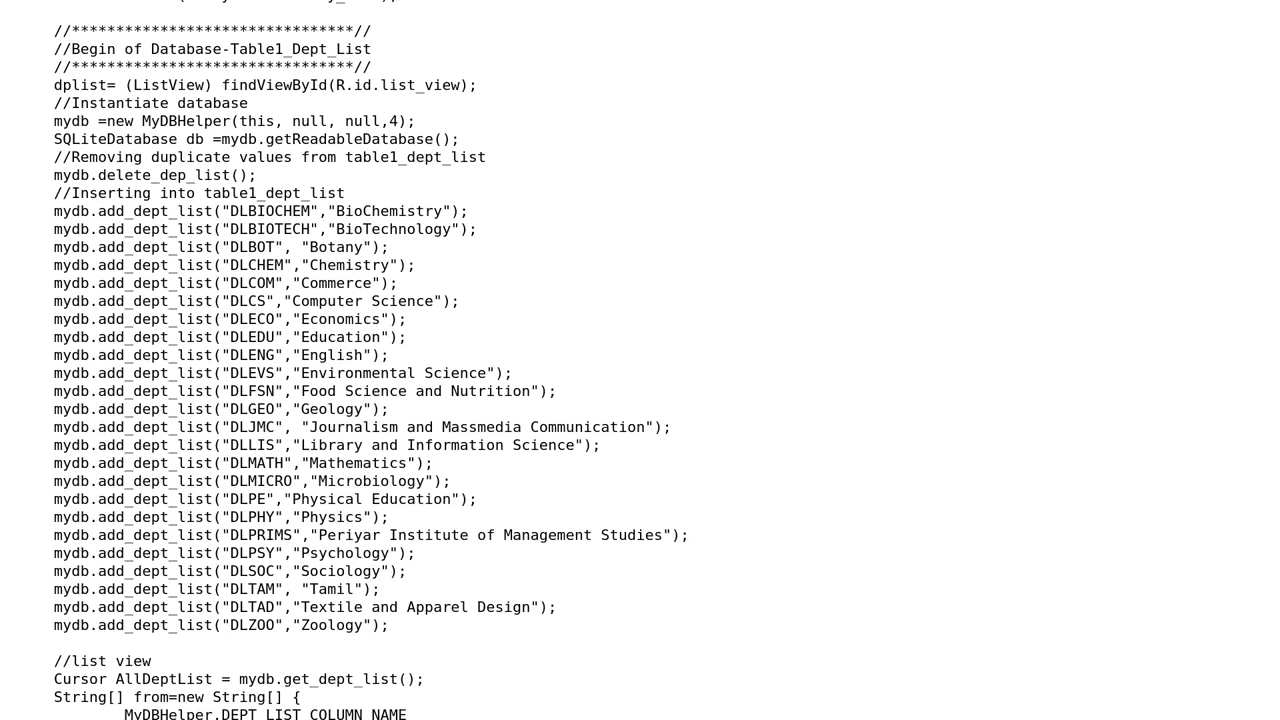 //********************************//
//Begin of Database-Table1_Dept_List
//********************************//
dplist= (ListView) findViewById(R.id.list_view);
//Instantiate database
mydb =new MyDBHelper(this, null, null,4);
SQLiteDatabase db =mydb.getReadableDatabase();
//Removing duplicate values from table1_dept_list
mydb.delete_dep_list();
//Inserting into table1_dept_list
mydb.add_dept_list("DLBIOCHEM","BioChemistry");
mydb.add_dept_list("DLBIOTECH","BioTechnology");
mydb.add_dept_list("DLBOT", "Botany");
mydb.add_dept_list("DLCHEM","Chemistry");
mydb.add_dept_list("DLCOM","Commerce");
mydb.add_dept_list("DLCS","Computer Science");
mydb.add_dept_list("DLECO","Economics");
mydb.add_dept_list("DLEDU","Education");
mydb.add_dept_list("DLENG","English");
mydb.add_dept_list("DLEVS","Environmental Science");
mydb.add_dept_list("DLFSN","Food Science and Nutrition");
mydb.add_dept_list("DLGEO","Geology");
mydb.add_dept_list("DLJMC", "Journalism and Massmedia Communication");
mydb.add_dept_list("DLLIS","Library and Information Science");
mydb.add_dept_list("DLMATH","Mathematics");
mydb.add_dept_list("DLMICRO","Microbiology");
mydb.add_dept_list("DLPE","Physical Education");
mydb.add_dept_list("DLPHY","Physics");
mydb.add_dept_list("DLPRIMS","Periyar Institute of Management Studies");
mydb.add_dept_list("DLPSY","Psychology");
mydb.add_dept_list("DLSOC","Sociology");
mydb.add_dept_list("DLTAM", "Tamil");
mydb.add_dept_list("DLTAD","Textile and Apparel Design");
mydb.add_dept_list("DLZOO","Zoology");
//list view
Cursor AllDeptList = mydb.get_dept_list();
String[] from=new String[] {
MyDBHelper.DEPT_LIST_COLUMN_NAME